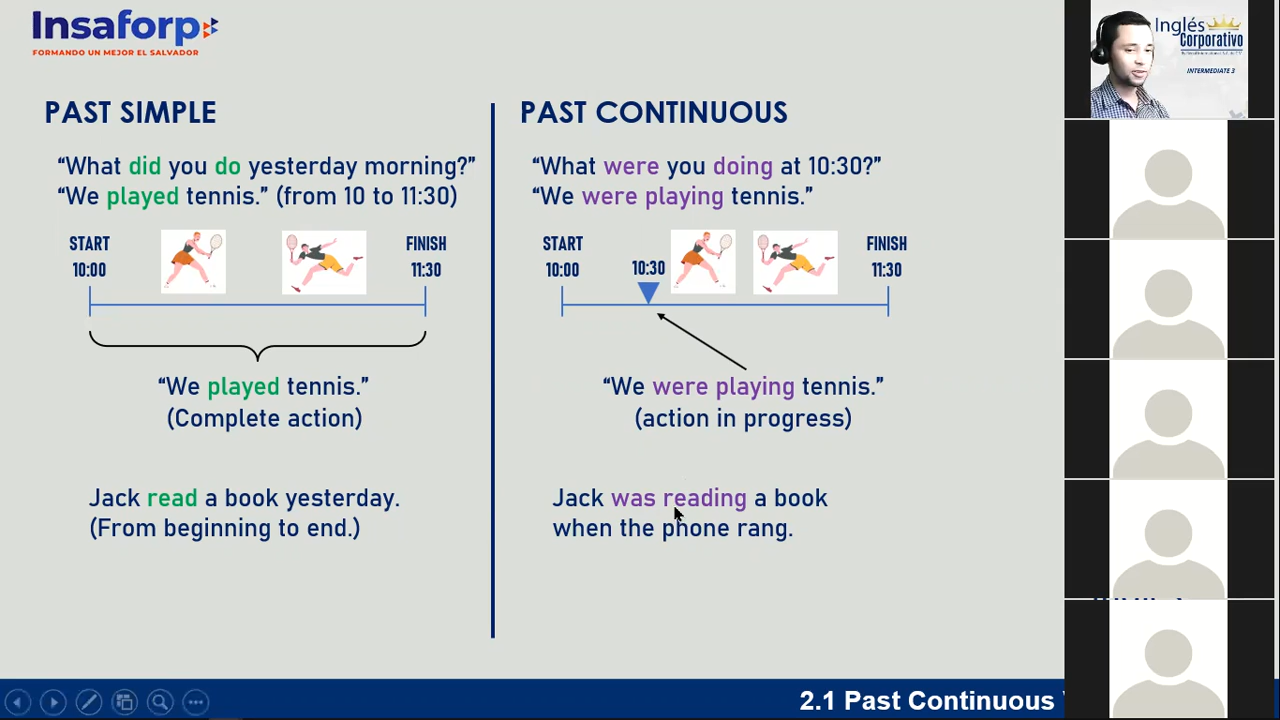 Insaforp
FORMANDO UN MEJOR EL SALVADOR
PAST SIMPLE
“What did you do yesterday morning?”
“We played tennis.” (from 10 to 11:30)
START
10:00
FINISH
11:30
“We played tennis.”
(Complete action)
Jack read a book yesterday.
(From beginning to end.)
PAST CONTINUOUS
“What were you doing at 10:30?”
“We were playing tennis.”
START
10:00
10:30
FINISH
11:30
“We were playing tennis.”
(action in progress)
Jack was reading a book
when the phone rang.
2.1 Past Continuous
Inglés
Corporativo
INTERMEDIATE 3